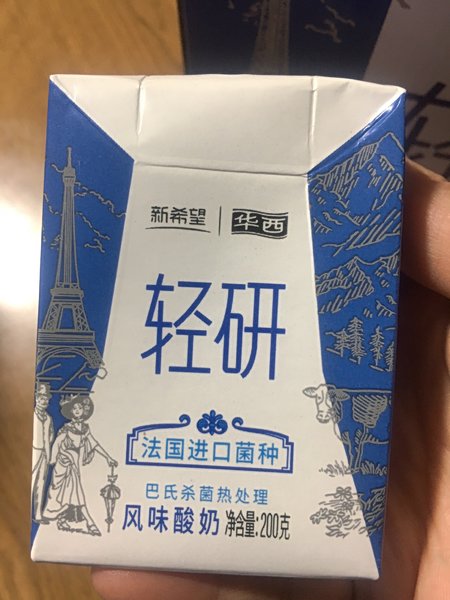 新希望 华西
轻研
法国进口菌种
巴氏杀菌热处理
风味酸奶 净含量:200克